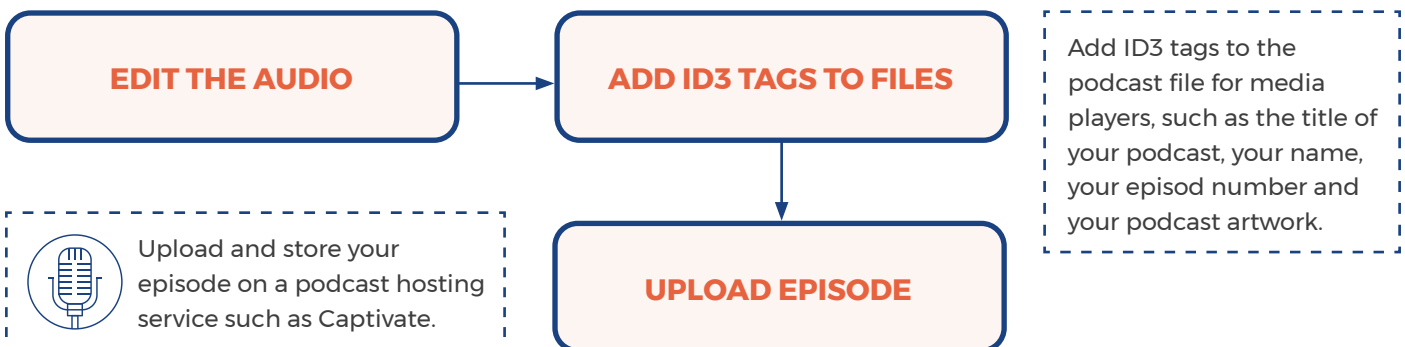 EDIT THE AUDIO
ADD ID3 TAGS TO FILES
Add ID3 tags to the
podcast file for media
players, such as the title of
your podcast, your name,
your episod number and
your podcast artwork.
Upload and store your
episode on a podcast hosting
service such as Captivate.
UPLOAD EPISODE